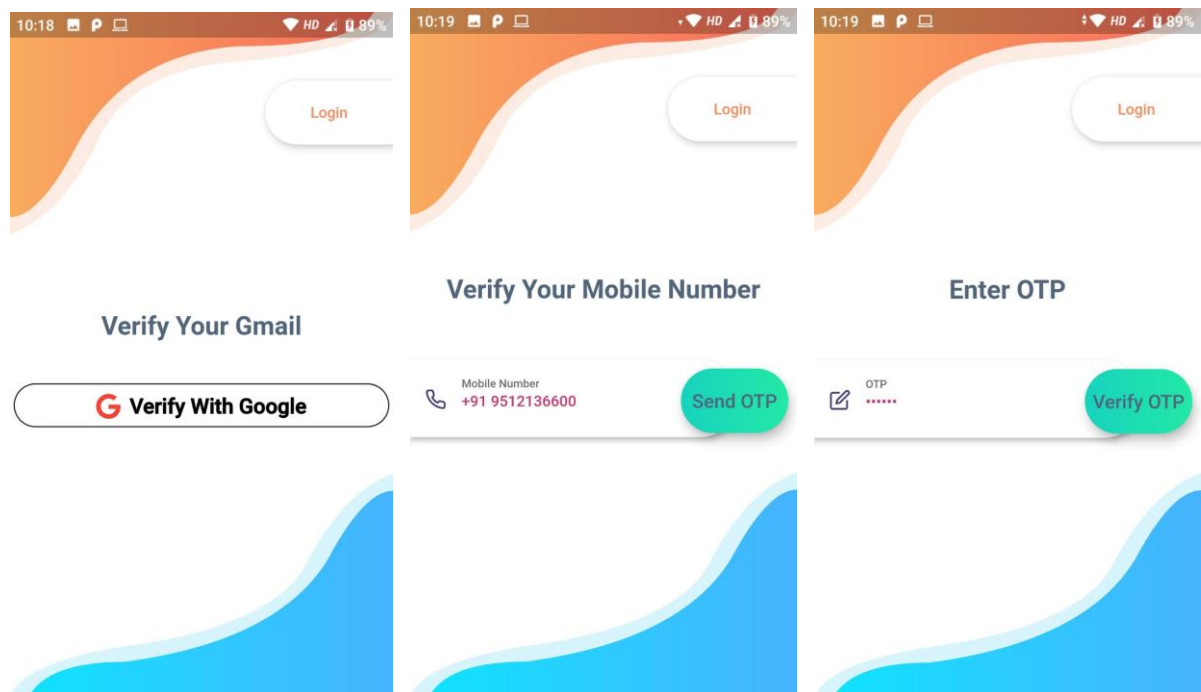 10:18 P HD 89%
Login
Verify Your Gmail
G Verify With Google
10:19 P HD 89%
Login
Verify Your Mobile Number
Mobile Number
+91 9512136600
Send OTP
10:19 P HD 89%
Login
Enter OTP
OTP
••••••
Verify OTP